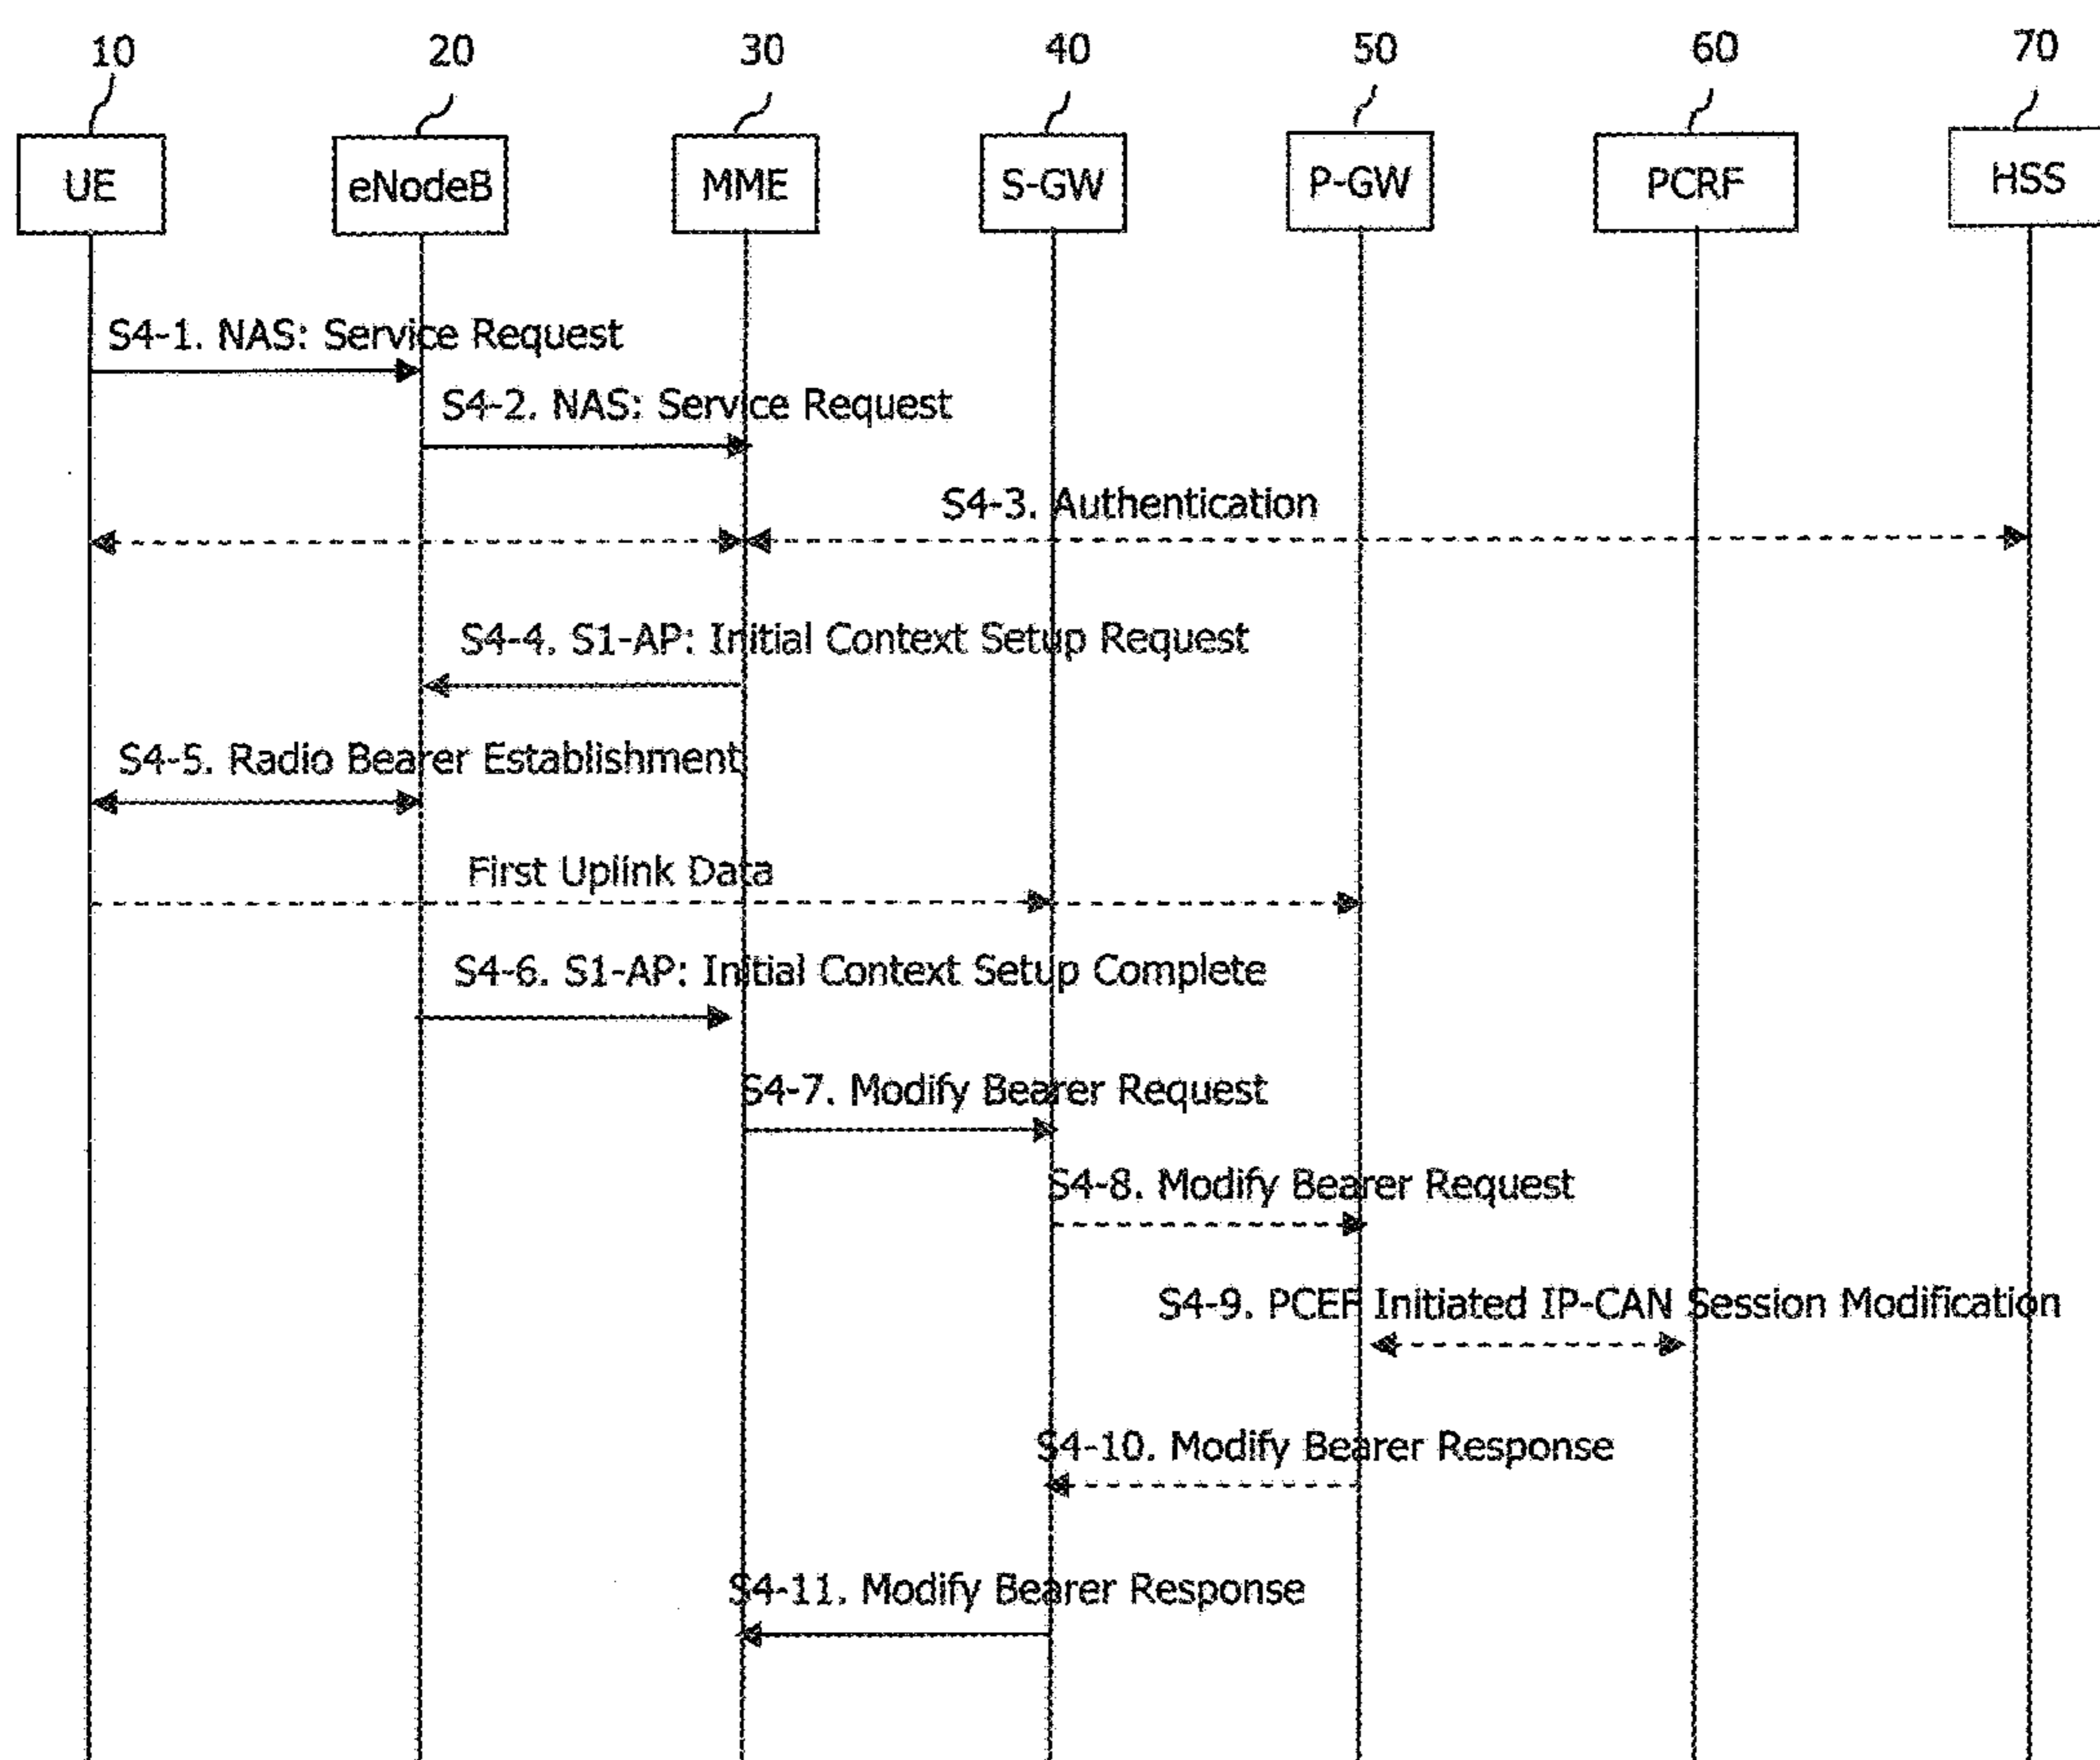 10 20 30 40 50 60 70
UE eNodeB MME S-GW P-GW PCRF HSS
S4-1. NAS: Service Request
S4-2. NAS: Service Request
S4-3. Authentication
S4-4. S1-AP: Initial Context Setup Request
S4-5. Radio Bearer Establishment
First Uplink Data
S4-6. S1-AP: Initial Context Setup Complete
S4-7. Modify Bearer Request
S4-8. Modify Bearer Request
S4-9. PCEF Initiated IP-CAN Session Modification
S4-10. Modify Bearer Response
S4-11. Modify Bearer Response